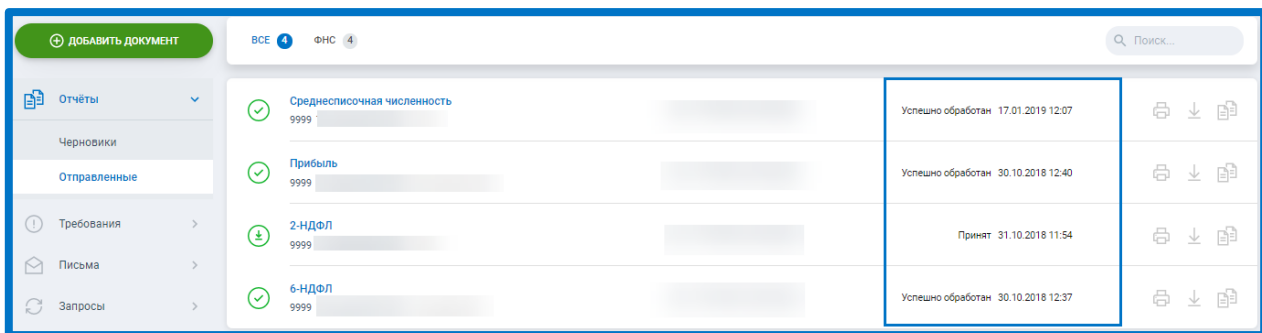 ДОБАВИТЬ ДОКУМЕНТ
ВСЕ 4 ФНС 4
Поиск...
Отчёты
Черновики
Отправленные
Требования
Письма
Запросы
Среднесписочная численность
9999
Успешно обработан 17.01.2019 12:07
Прибыль
9999
Успешно обработан 30.10.2018 12:40
2-НДФЛ
9999
Принят 31.10.2018 11:54
6-НДФЛ
9999
Успешно обработан 30.10.2018 12:37